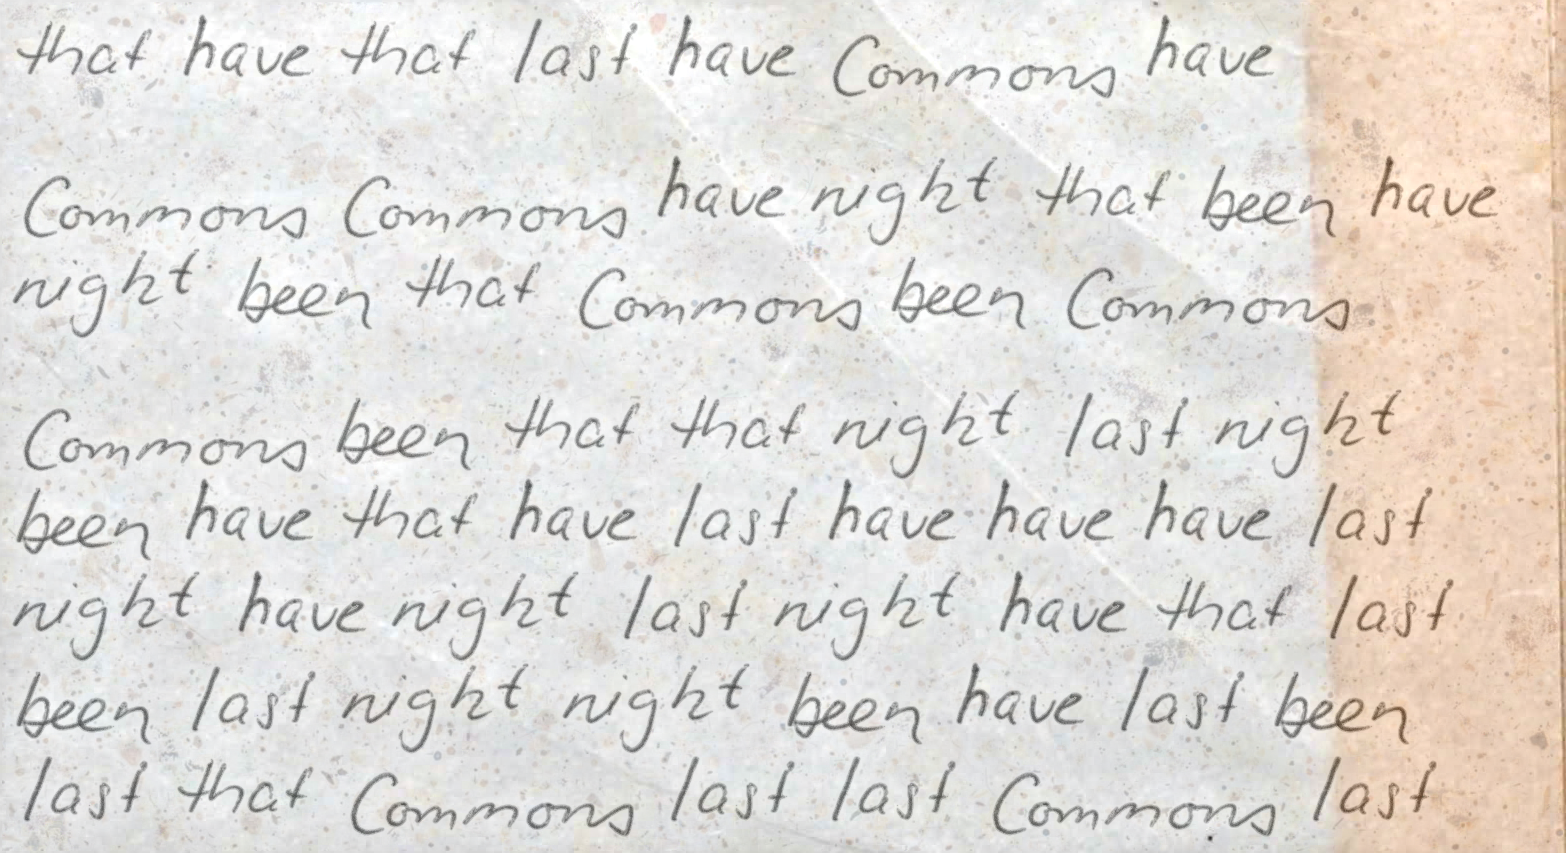 that have that last have Commons have
Commons Commons have night that been have
night been that Commons been Commons
Commons been that that night last night
been have that have last have have have last
night have night last night have that last
been last night night been have last been
last that Commons last last Commons last